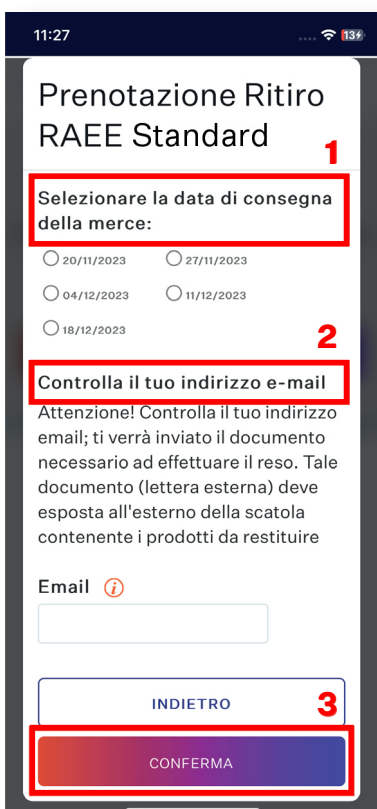 11:27
13
Prenotazione Ritiro
RAEE Standard
1
Selezionare la data di consegna
della merce:
20/11/2023 27/11/2023
04/12/2023 11/12/2023
18/12/2023
2
Controlla il tuo indirizzo e-mail
Attenzione! Controlla il tuo indirizzo
email; ti verrà inviato il documento
necessario ad effettuare il reso. Tale
documento (lettera esterna) deve
esposta all'esterno della scatola
contenente i prodotti da restituire
Email i
INDIETRO
3
CONFERMA